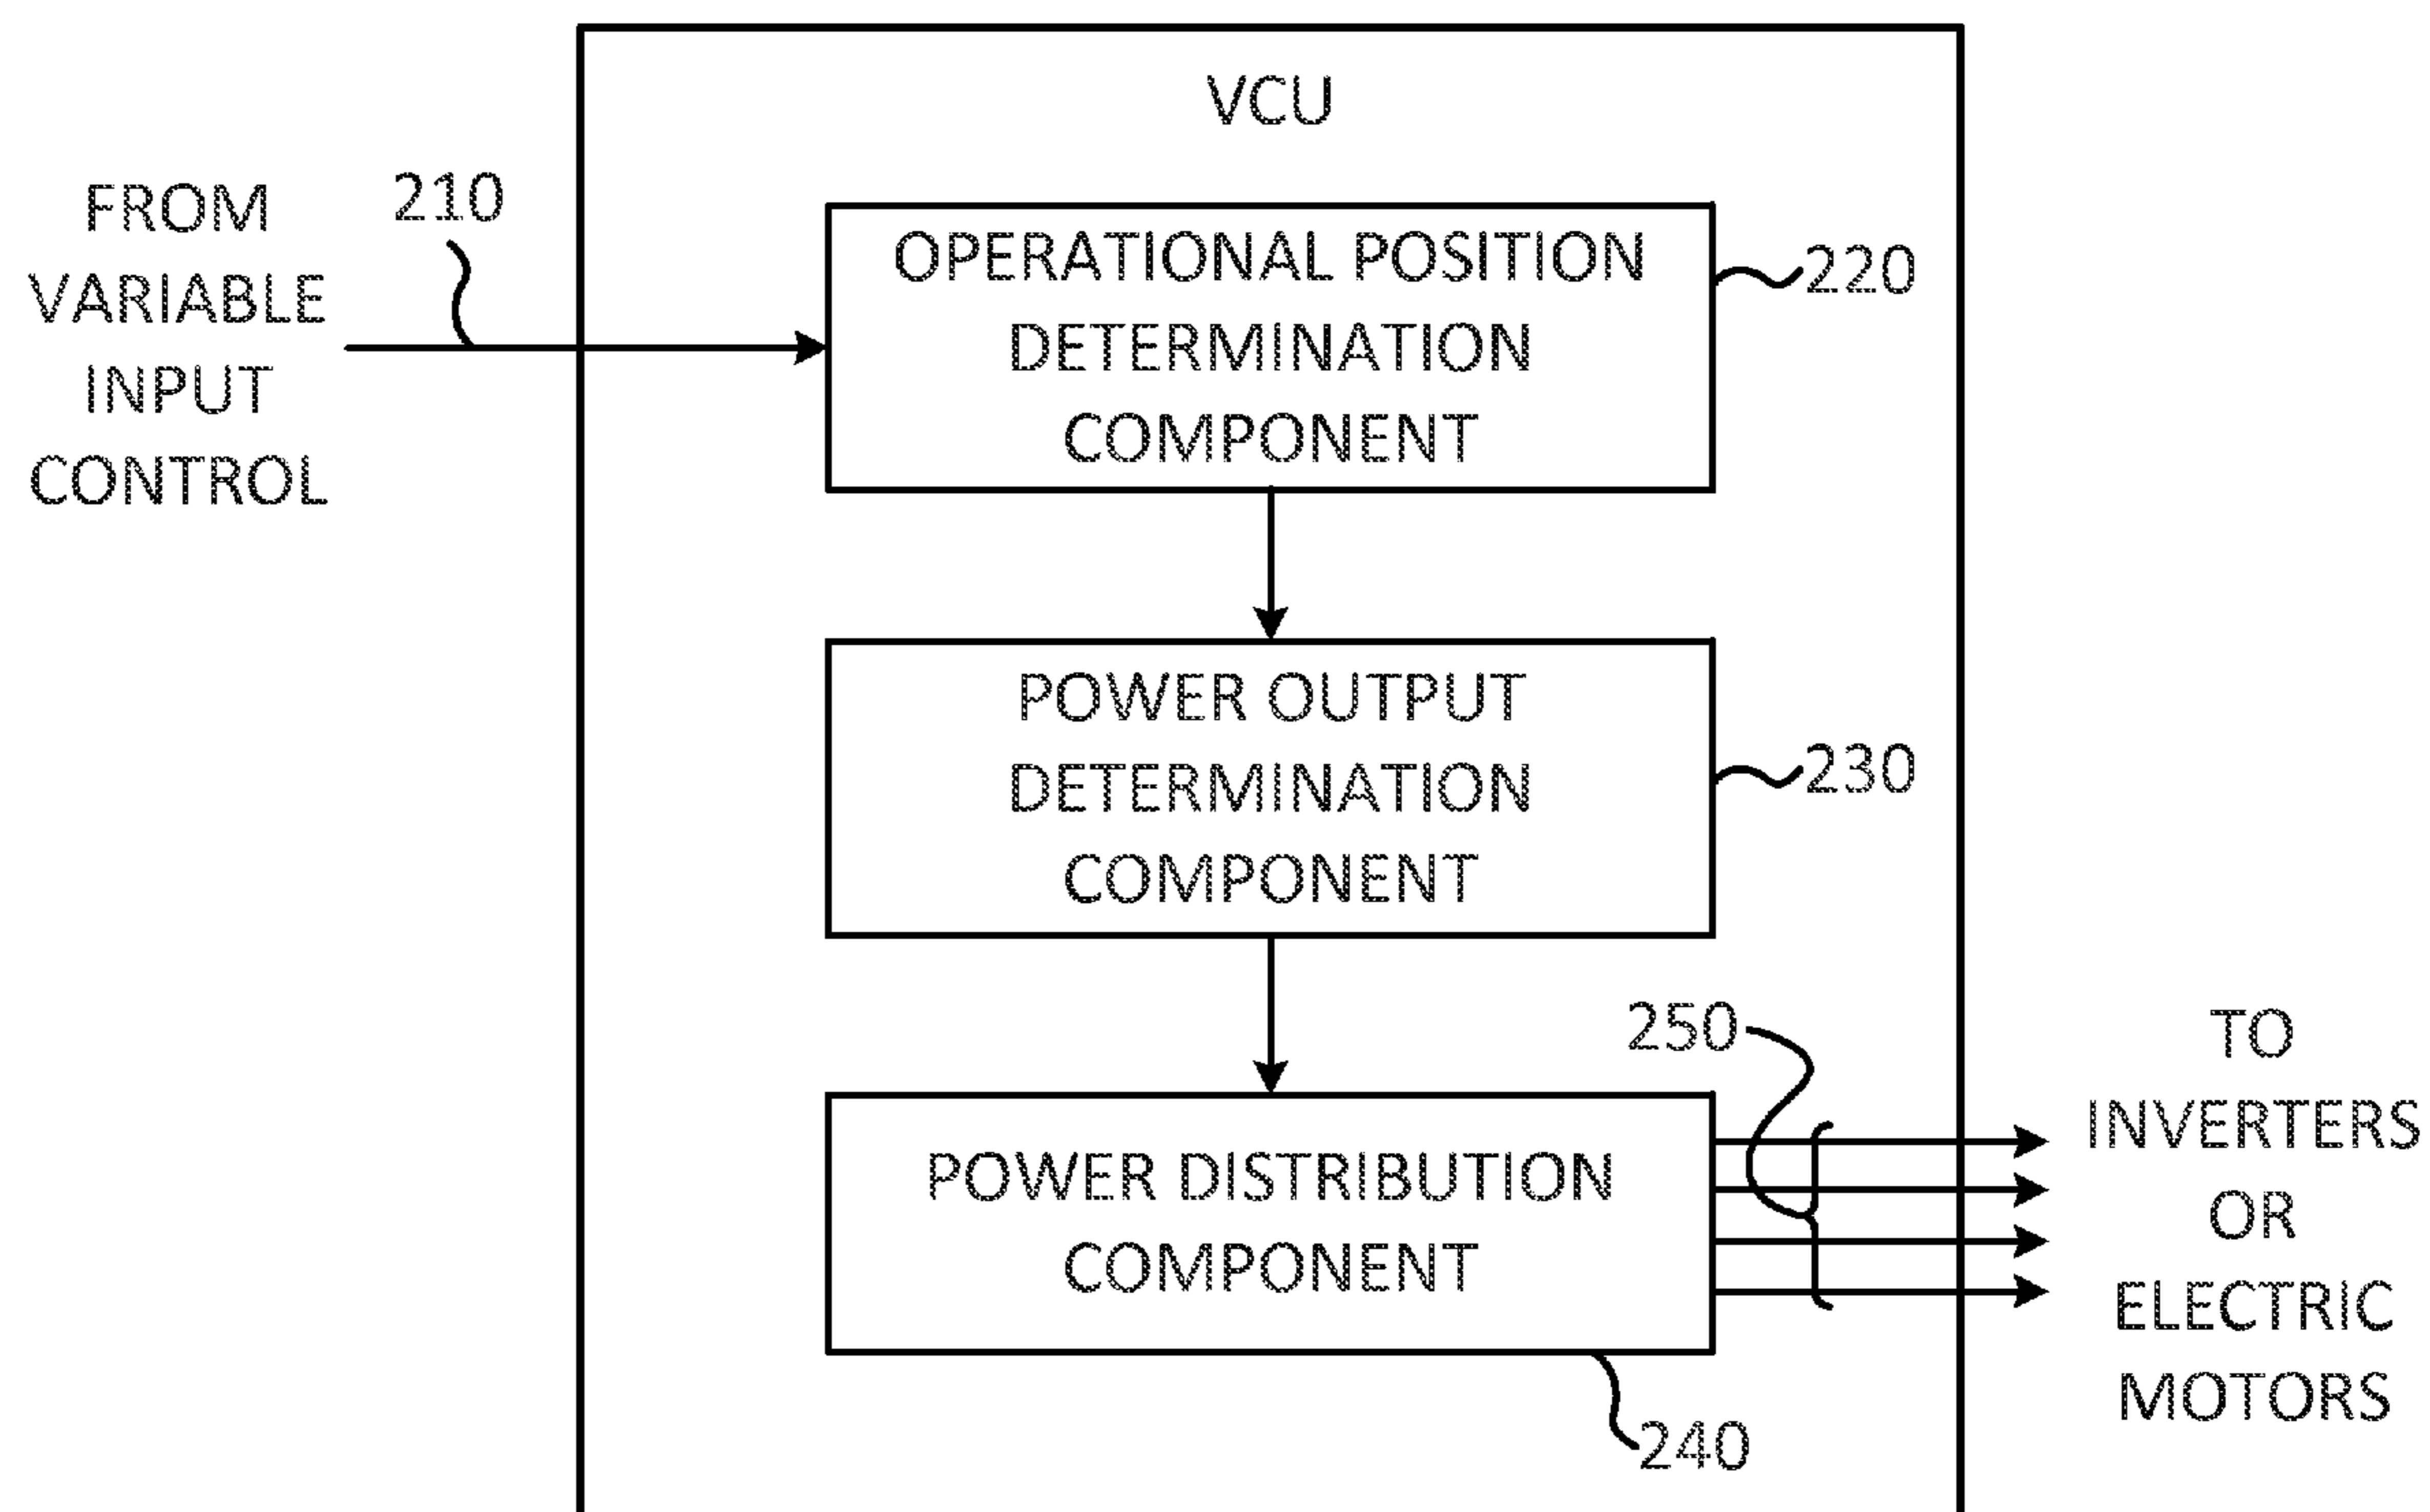 VCU
FROM
VARIABLE
INPUT
CONTROL
210
OPERATIONAL POSITION
DETERMINATION
COMPONENT
220
POWER OUTPUT
DETERMINATION
COMPONENT
230
POWER DISTRIBUTION
COMPONENT
240
250
TO
INVERTERS
OR
ELECTRIC
MOTORS